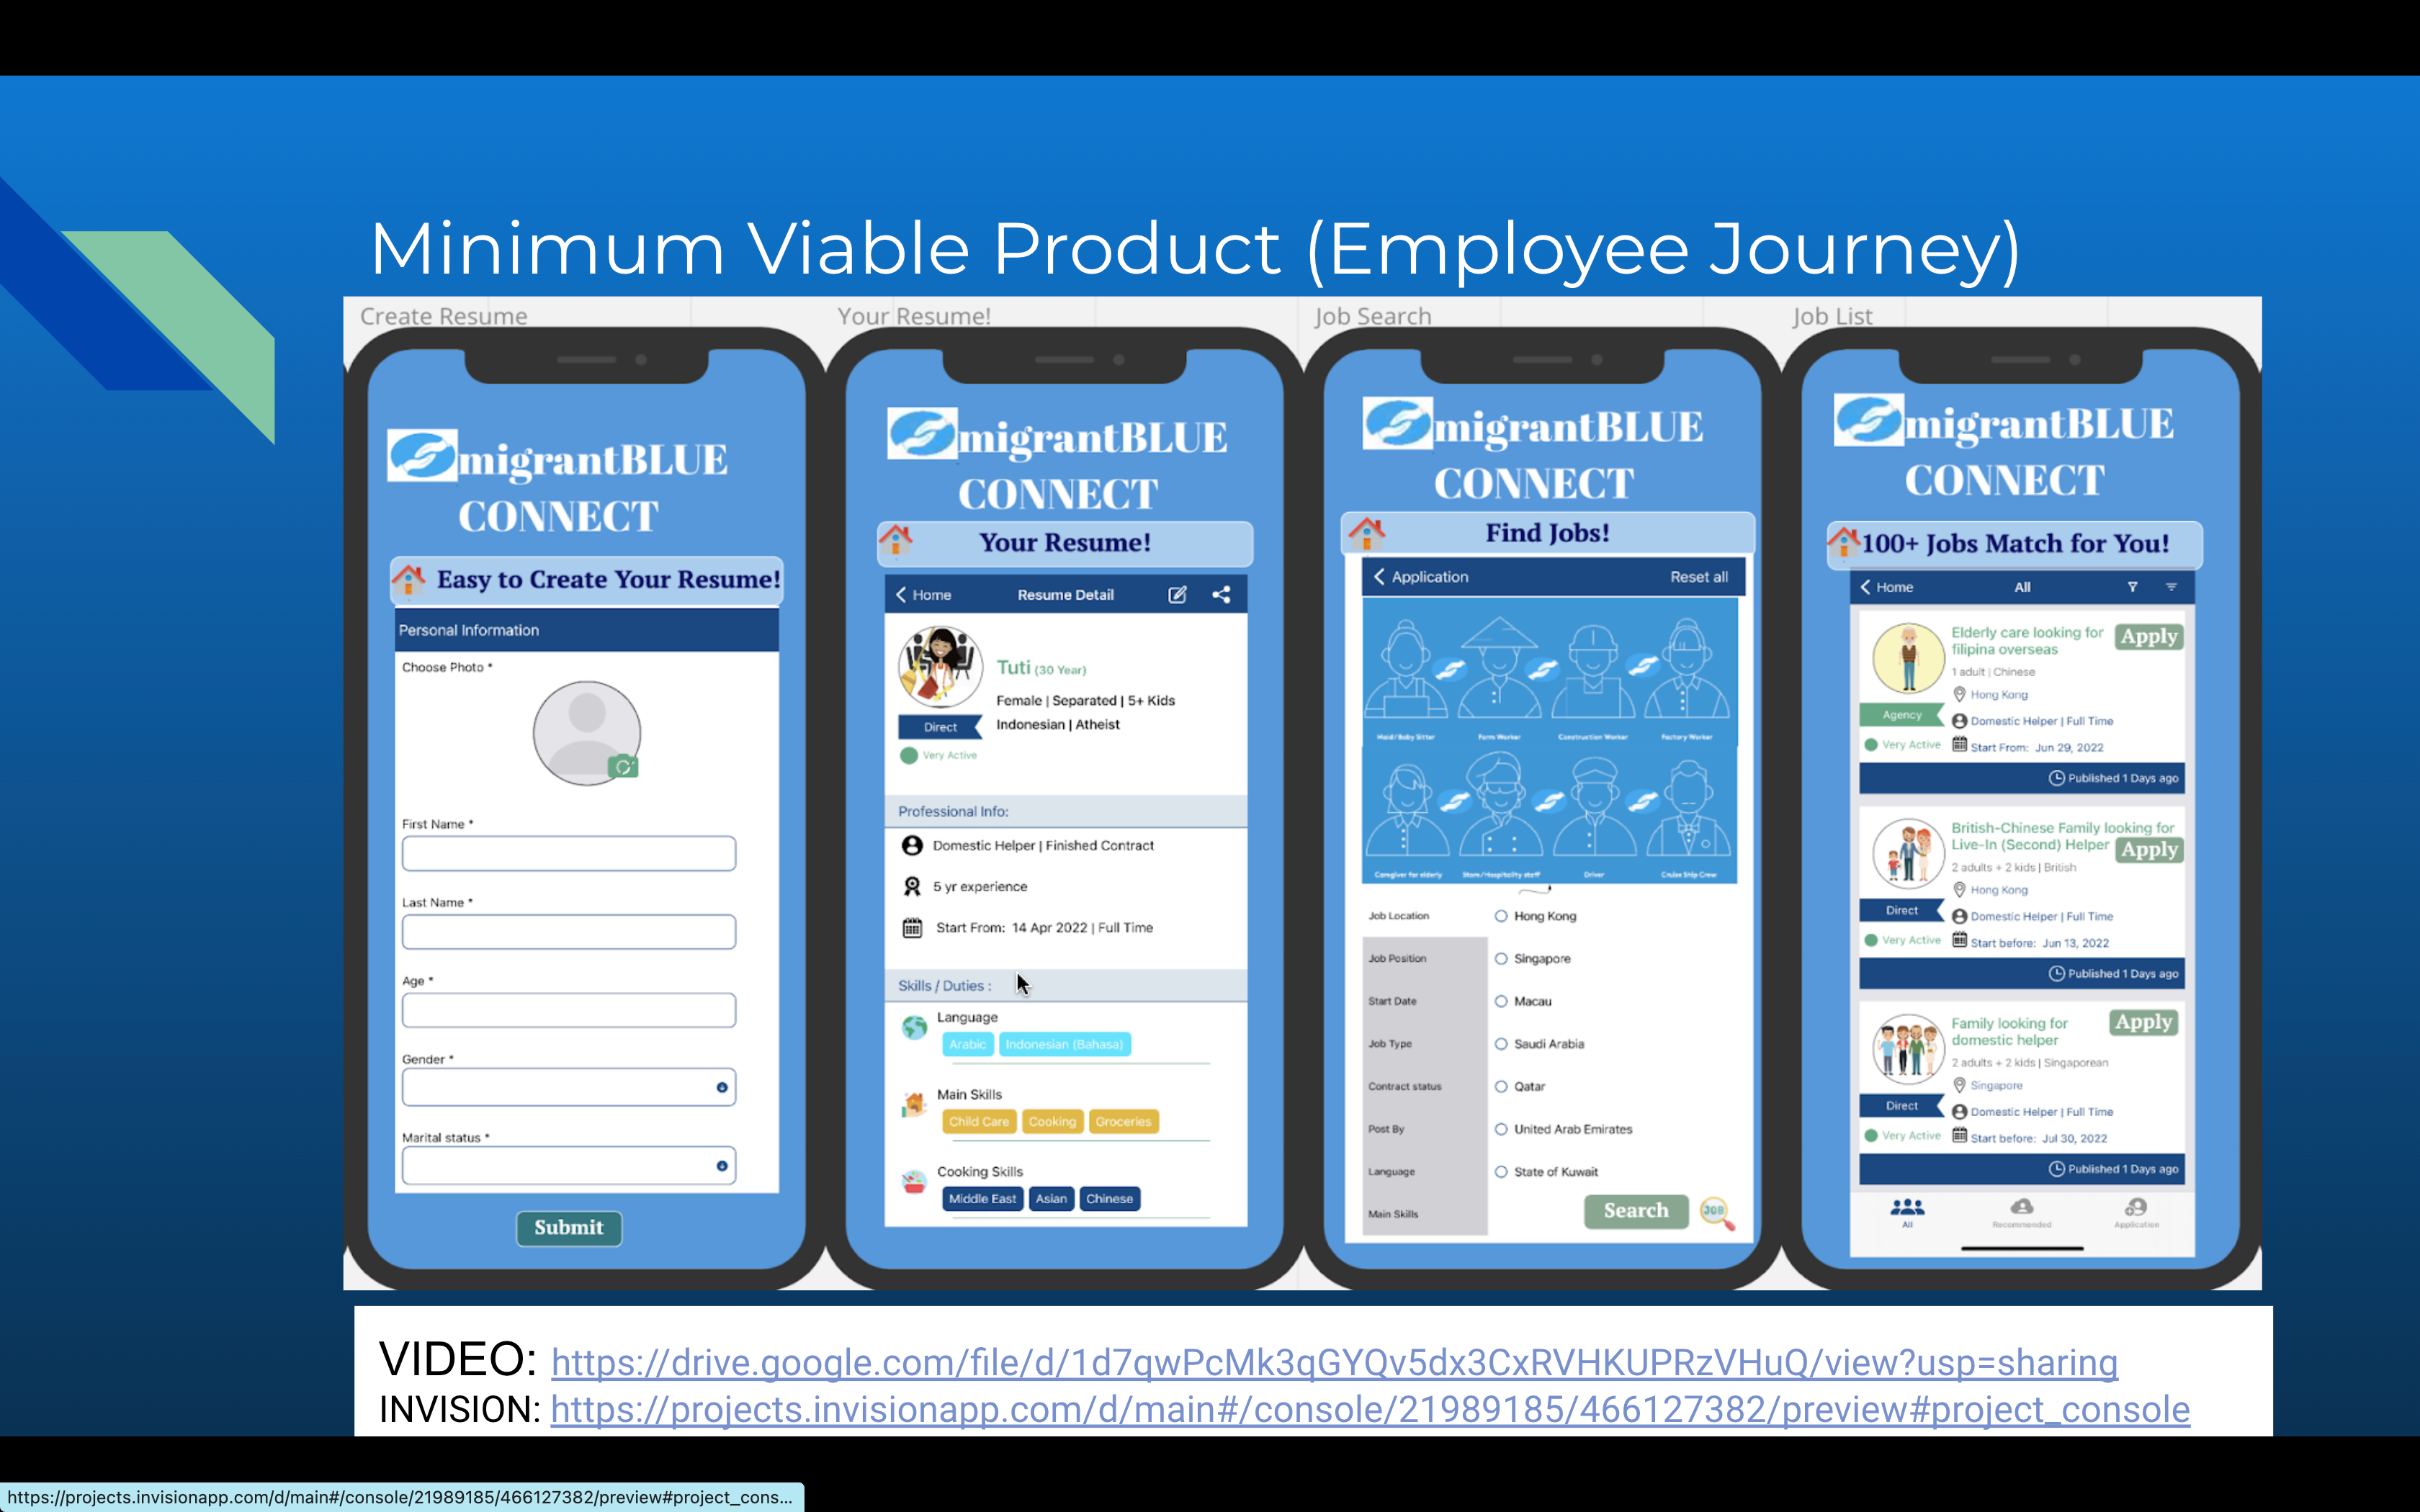 Minimum Viable Product (Employee Journey)
Create Resume
migrantBLUE
CONNECT
Easy to Create Your Resume!
Personal Information
Choose Photo *
First Name *
Last Name *
Age *
Gender *
Marital status *
Submit
Your Resume!
migrantBLUE
CONNECT
Your Resume!
Home Resume Detail
Tuti (30 Year)
Female | Separated | 5+ Kids
Indonesian | Atheist
Direct
Very Active
Professional Info:
Domestic Helper | Finished Contract
5 yr experience
Start From: 14 Apr 2022 | Full Time
Skills / Duties :
Language
Arabic Indonesian (Bahasa)
Main Skills
Child Care Cooking Groceries
Cooking Skills
Middle East Asian Chinese
Job Search
migrantBLUE
CONNECT
Find Jobs!
Application Reset all
Maid/Baby Sitter Farm Worker Construction Worker Factory Worker
Caregiver for elderly Store/Hospitality staff Driver Cruise Ship Crew
Job Location Hong Kong
Job Position Singapore
Start Date Macau
Job Type Saudi Arabia
Contract status Qatar
Post By United Arab Emirates
Language State of Kuwait
Main Skills Search JOB
Job List
migrantBLUE
CONNECT
100+ Jobs Match for You!
Home All
Elderly care looking for
filipina overseas
Apply
1 adult | Chinese
Hong Kong
Agency
Domestic Helper | Full Time
Very Active
Start From: Jun 29, 2022
Published 1 Days ago
British-Chinese Family looking for
Live-In (Second) Helper
Apply
2 adults + 2 kids | British
Hong Kong
Direct
Domestic Helper | Full Time
Very Active
Start before: Jun 13, 2022
Published 1 Days ago
Family looking for
domestic helper
Apply
2 adults + 2 kids | Singaporean
Singapore
Direct
Domestic Helper | Full Time
Very Active
Start before: Jul 30, 2022
Published 1 Days ago
All Recommended Application
VIDEO: https://drive.google.com/file/d/1d7qwPcMk3qGYQv5dx3CxRVHKUPRzVHuQ/view?usp=sharing
INVISION: https://projects.invisionapp.com/d/main#/console/21989185/466127382/preview#project_console
https://projects.invisionapp.com/d/main#/console/21989185/466127382/preview#project_cons...